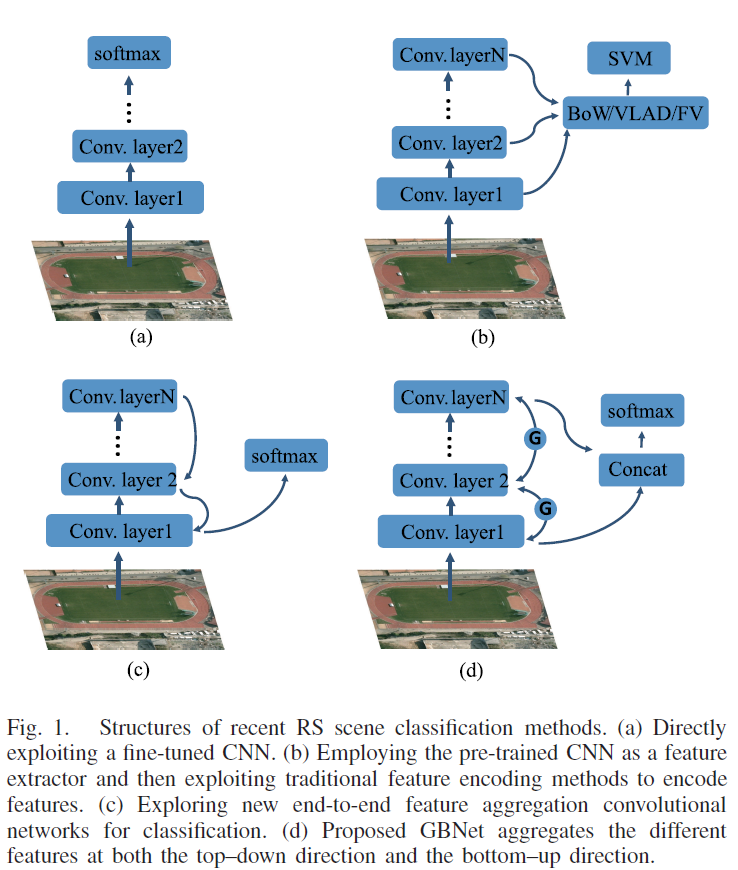 softmax
Conv. layer2
Conv. layer1
(a)
Conv. layerN
Conv. layer2
Conv. layer1
SVM
BoW/VLAD/FV
(b)
Conv. layerN
Conv. layer 2
Conv. layer1
softmax
(c)
Conv. layerN
G
Conv. layer 2
G
Conv. layer1
softmax
Concat
(d)
Fig. 1. Structures of recent RS scene classification methods. (a) Directly
exploiting a fine-tuned CNN. (b) Employing the pre-trained CNN as a feature
extractor and then exploiting traditional feature encoding methods to encode
features. (c) Exploring new end-to-end feature aggregation convolutional
networks for classification. (d) Proposed GBNet aggregates the different
features at both the top–down direction and the bottom–up direction.